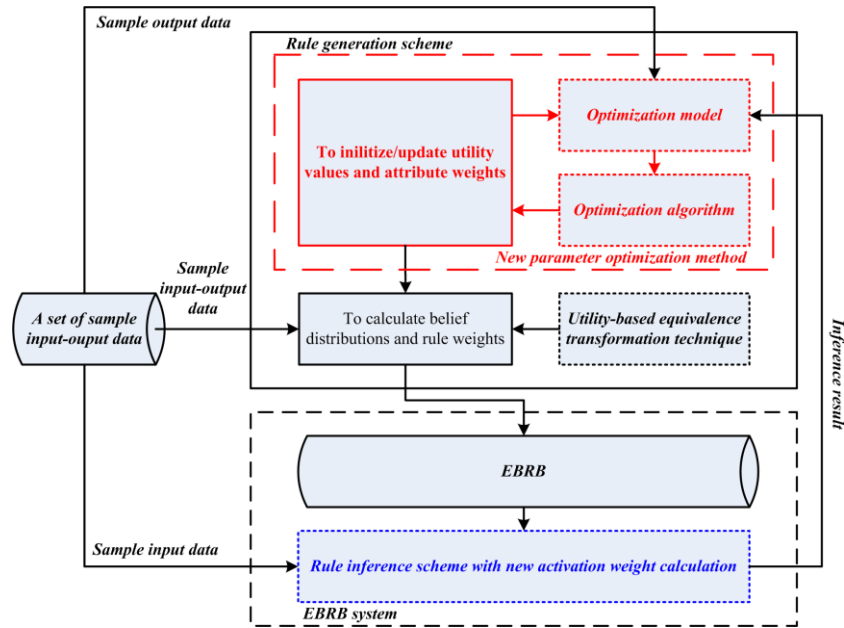 Sample output data
Rule generation scheme
To inilitize/update utility
values and attribute weights
Optimization model
Optimization algorithm
New parameter optimization method
Sample
input-output
data
A set of sample
input-ouput data
To calculate belief
distributions and rule weights
Utility-based equivalence
transformation technique
Inference result
EBRB
Sample input data
Rule inference scheme with new activation weight calculation
EBRB system